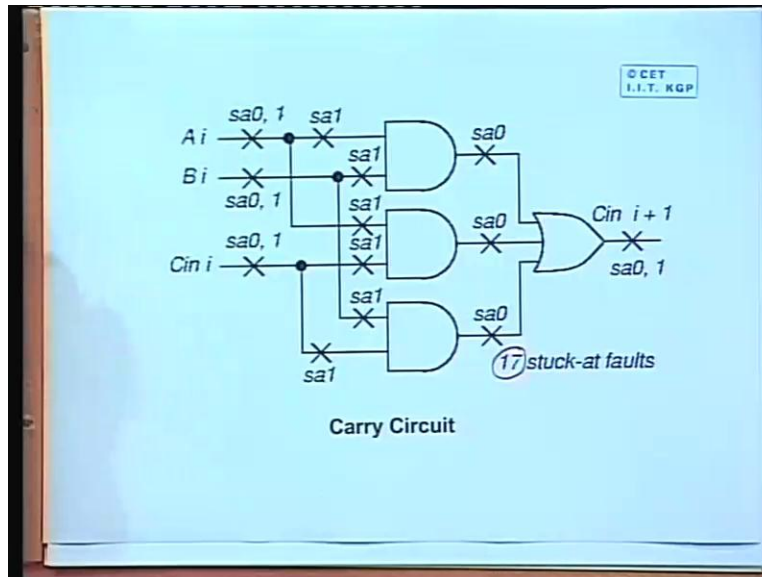 © CET
I.I.T. KGP
sa0, 1
sa1
sa0
A i
sa1
B i
sa0, 1
sa1
Cin i + 1
sa0, 1
sa0
sa1
Cin i
sa0, 1
sa1
sa0
sa1
17 stuck-at faults
Carry Circuit